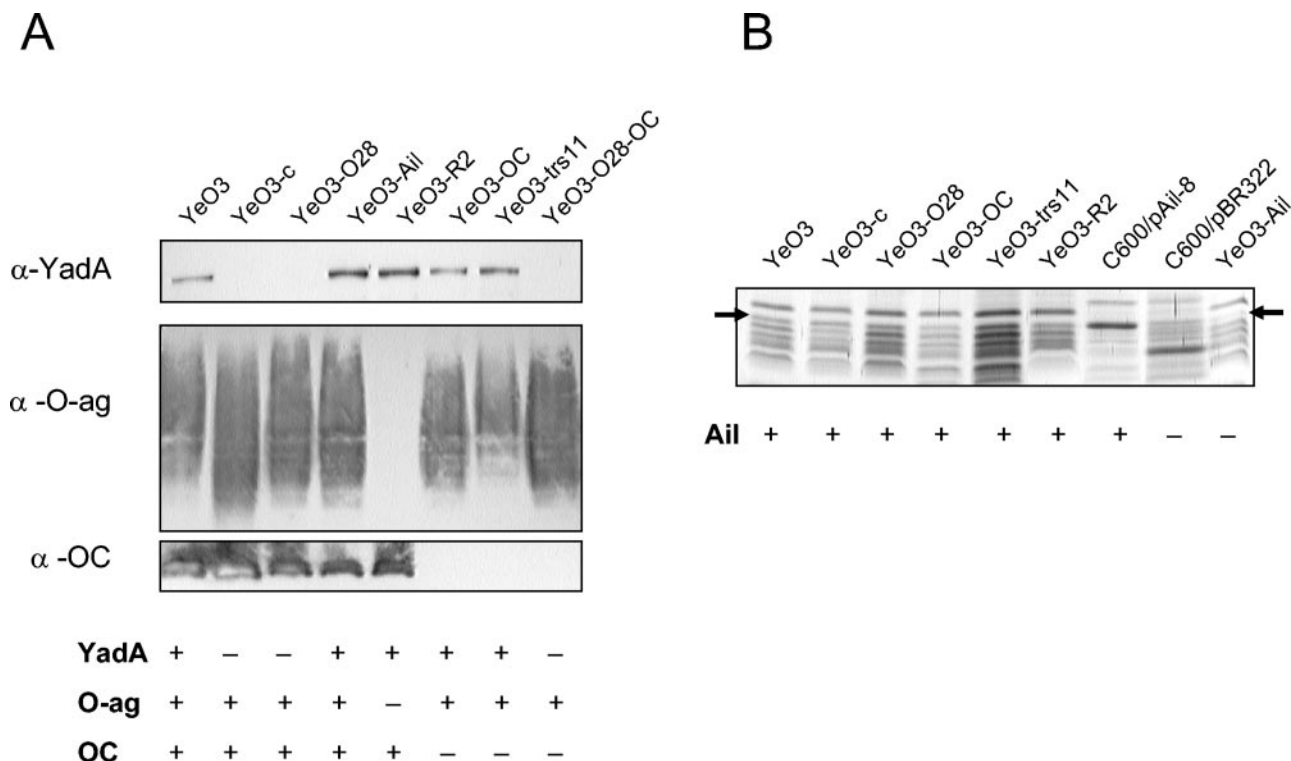 A
B
YeO3 YeO3-c YeO3-O28 YeO3-Ail YeO3-R2 YeO3-OC YeO3-trs11 YeO3-O28-OC
α-YadA
α -O-ag
α -OC
YadA + – – + + + + –
O-ag + + + + – + + +
OC + + + + + – – –
YeO3 YeO3-c YeO3-O28 YeO3-OC YeO3-trs11 YeO3-R2 C600/pAil-8 C600/pBR322 YeO3-Ail
Ail + + + + + + + – –